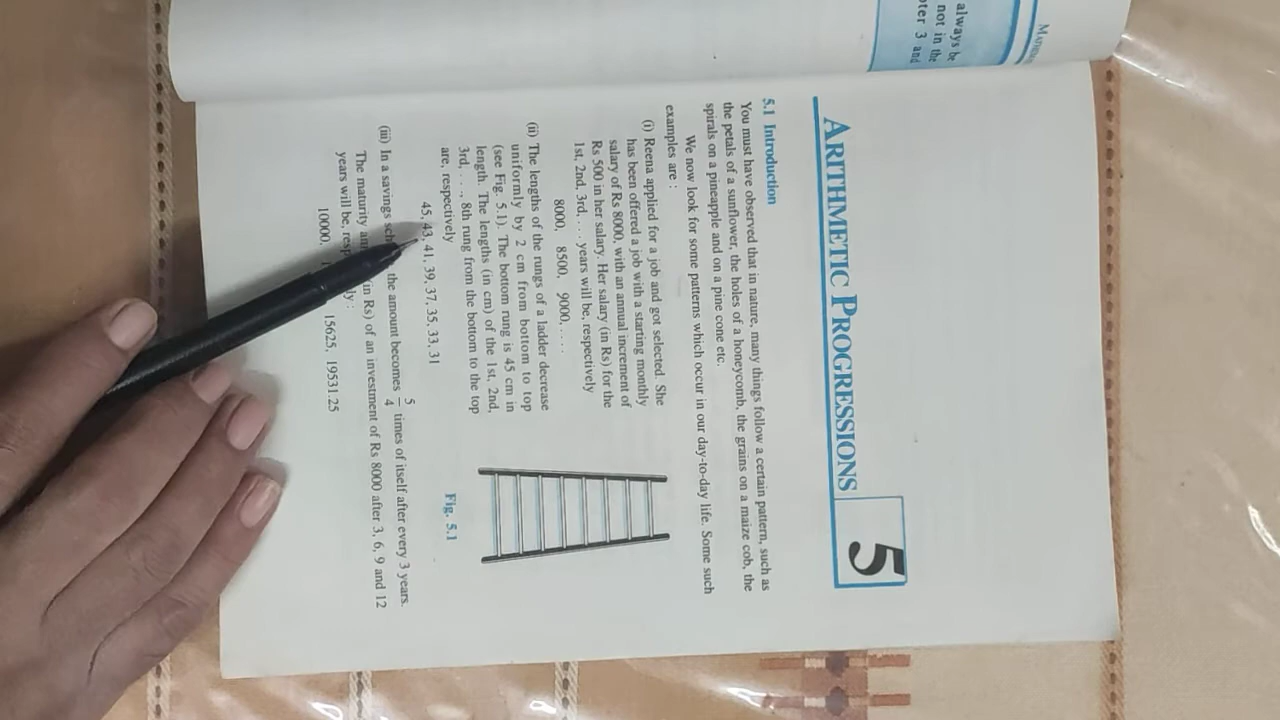 MATHEM
always be
not in the
ter 3 and
ARITHMETIC PROGRESSIONS
5
5.1 Introduction
You must have observed that in nature, many things follow a certain pattern, such as
the petals of a sunflower, the holes of a honeycomb, the grains on a maize cob, the
spirals on a pineapple and on a pine cone etc.
We now look for some patterns which occur in our day-to-day life. Some such
examples are :
(i) Reena applied for a job and got selected. She
has been offered a job with a starting monthly
salary of Rs 8000, with an annual increment of
Rs 500 in her salary. Her salary (in Rs) for the
1st, 2nd, 3rd, . . . years will be, respectively
8000, 8500, 9000, . . . .
(ii) The lengths of the rungs of a ladder decrease
uniformly by 2 cm from bottom to top
(see Fig. 5.1). The bottom rung is 45 cm in
length. The lengths (in cm) of the 1st, 2nd,
3rd, . . ., 8th rung from the bottom to the top
are, respectively
45, 43, 41, 39, 37, 35, 33, 31
Fig. 5.1
(iii) In a savings the amount becomes 5/4 times of itself after every 3 years.
The maturity (in Rs) of an investment of Rs 8000 after 3, 6, 9 and 12
years will be,
10000, 15625, 19531.25